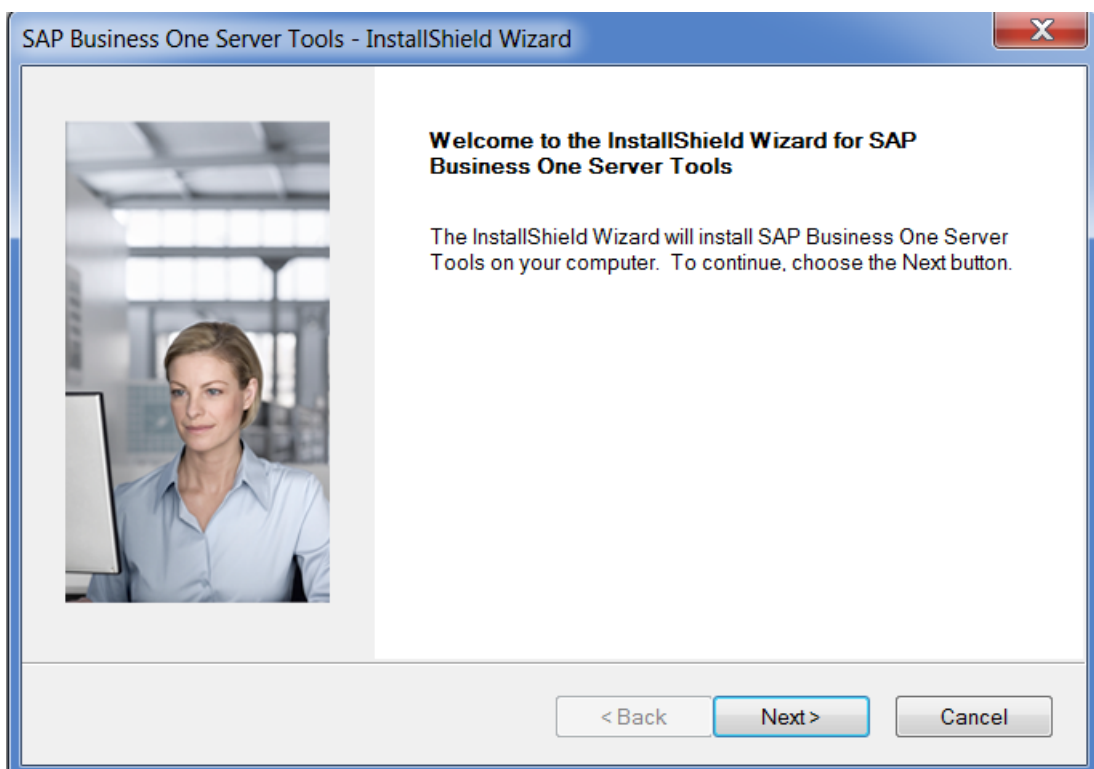 SAP Business One Server Tools - InstallShield Wizard
X
Welcome to the InstallShield Wizard for SAP
Business One Server Tools
The InstallShield Wizard will install SAP Business One Server
Tools on your computer.  To continue, choose the Next button.
< Back
Next >
Cancel